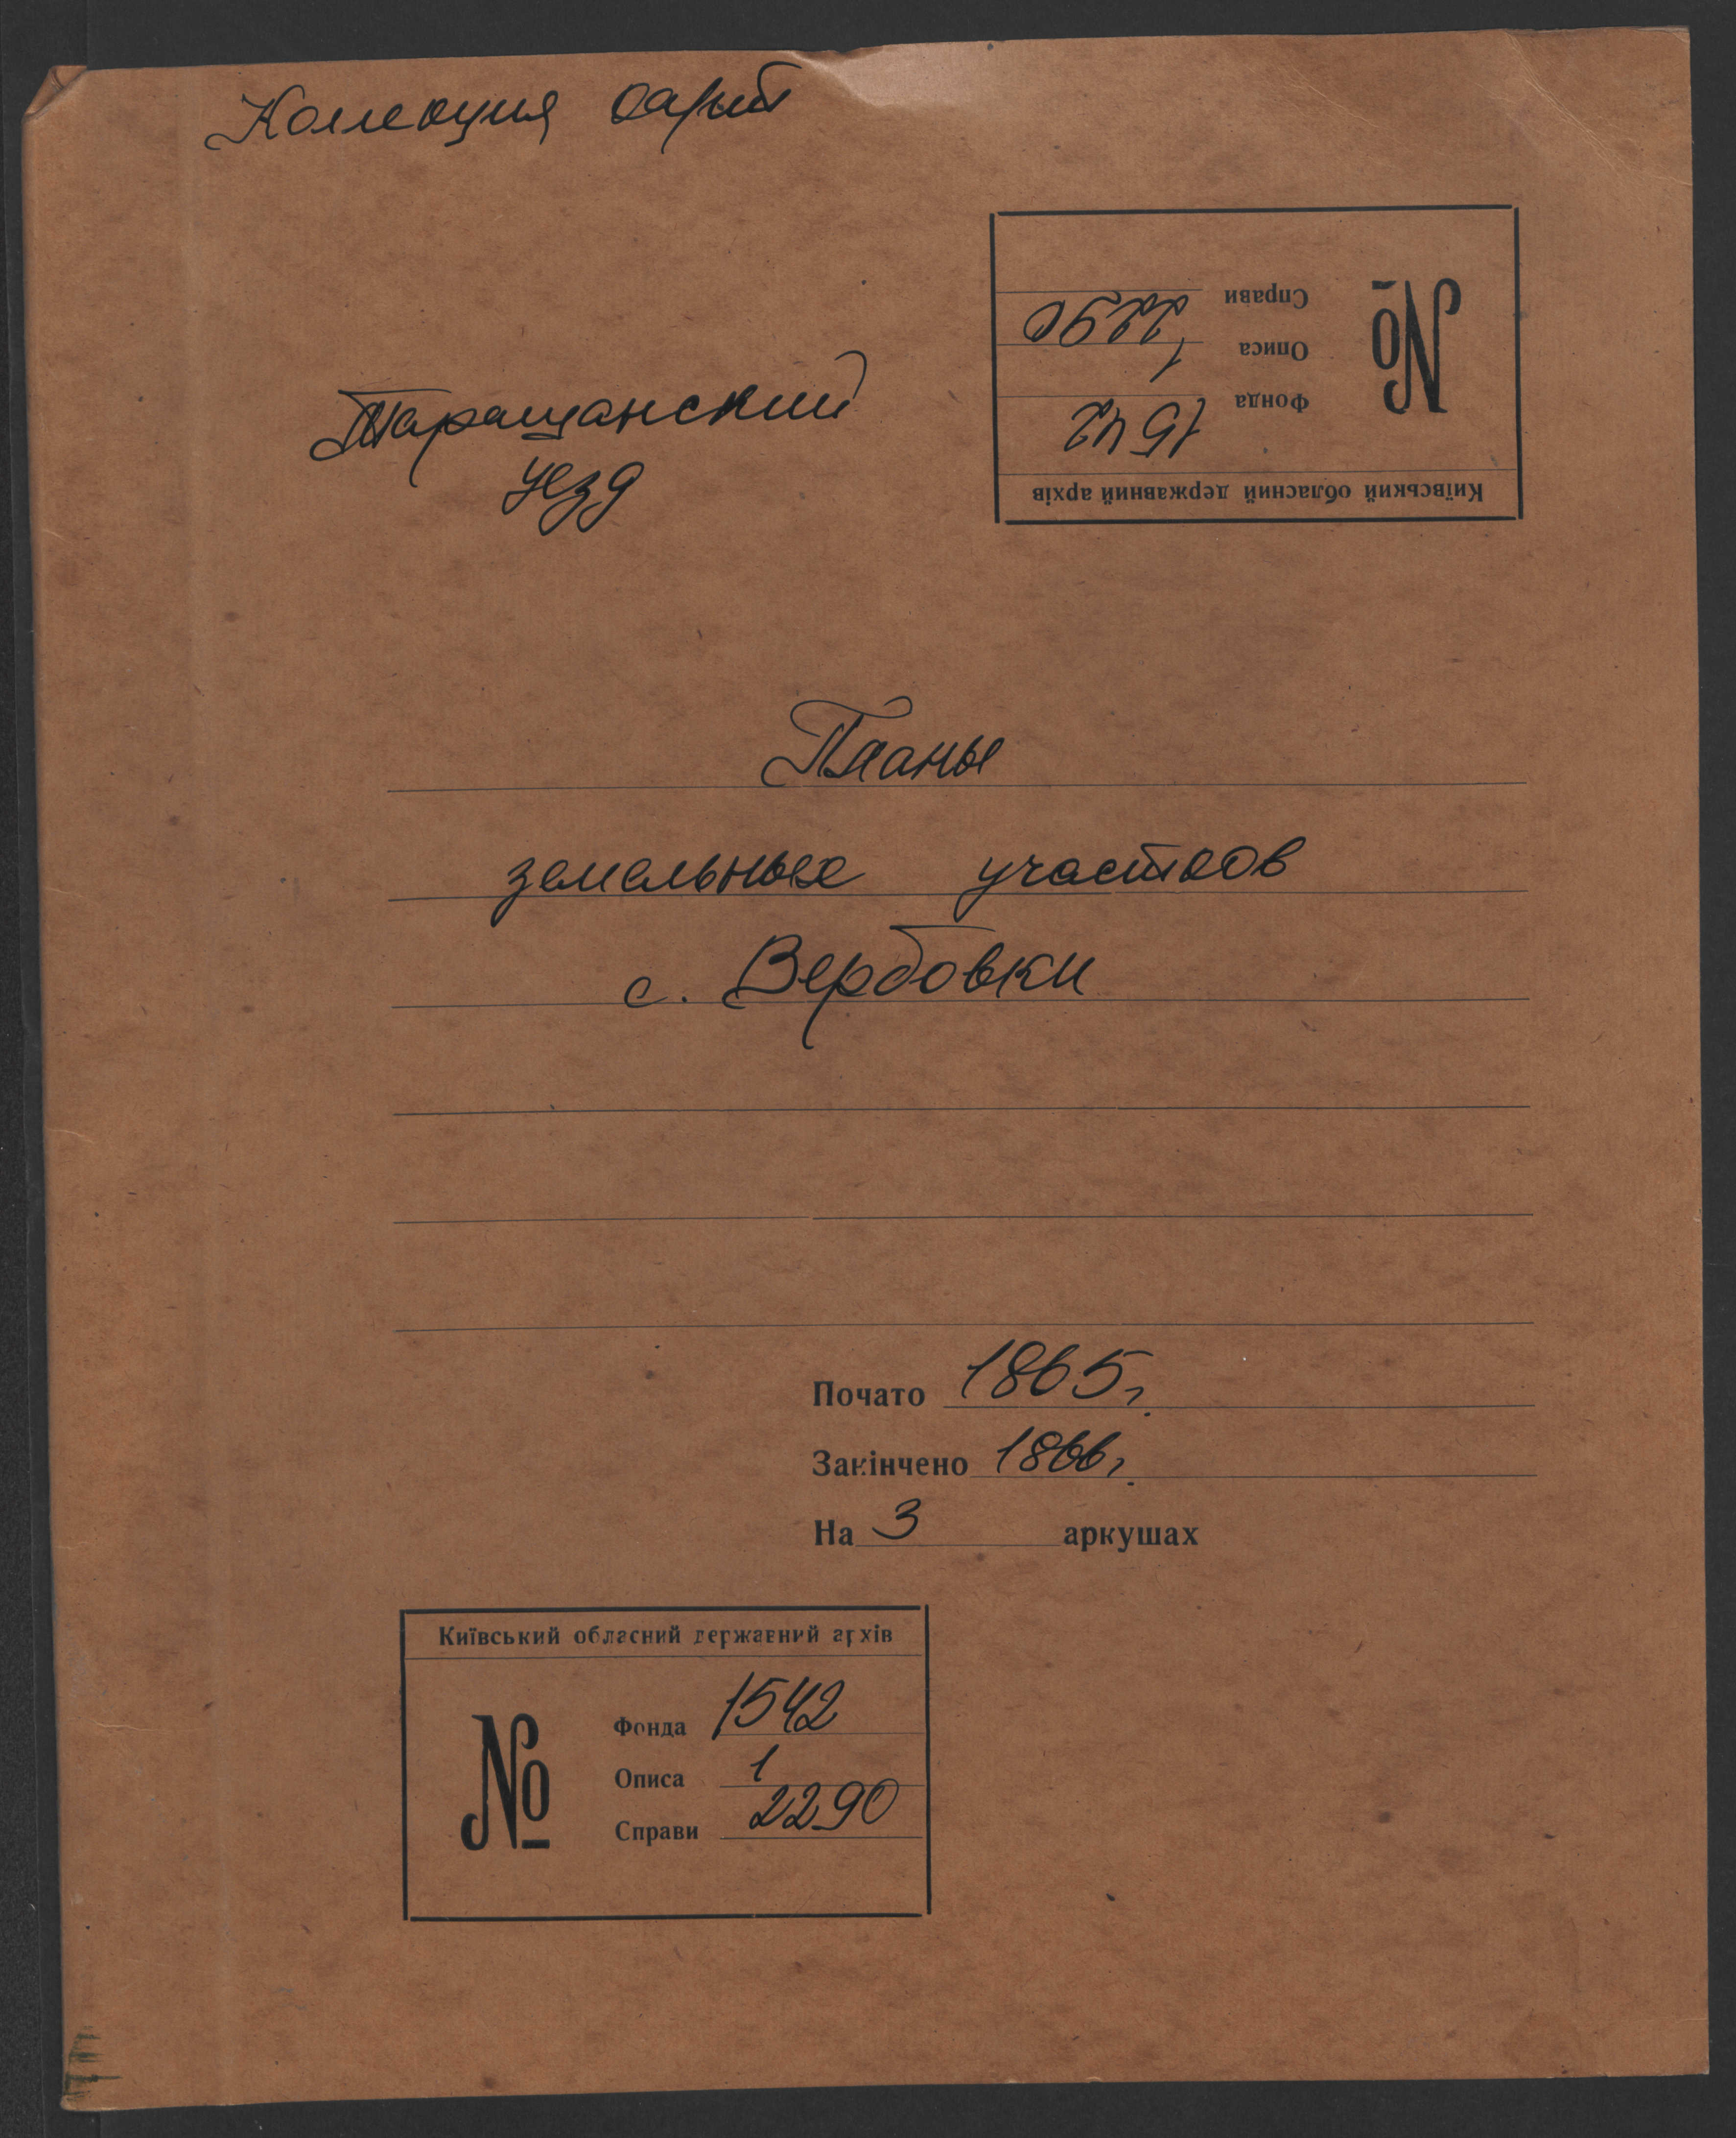 Коллекция карт
Справи 2290
Описа 1
Фонда 1542
№
Київський обласний державний архів
Таращанский
уезд
Планы
земельных участков
с. Вербовки
Почато 1865 г.
Закінчено 1866 г.
На 3 аркушах
Київський обласний державний архів
№
Фонда 1542
Описа 1
Справи 2290